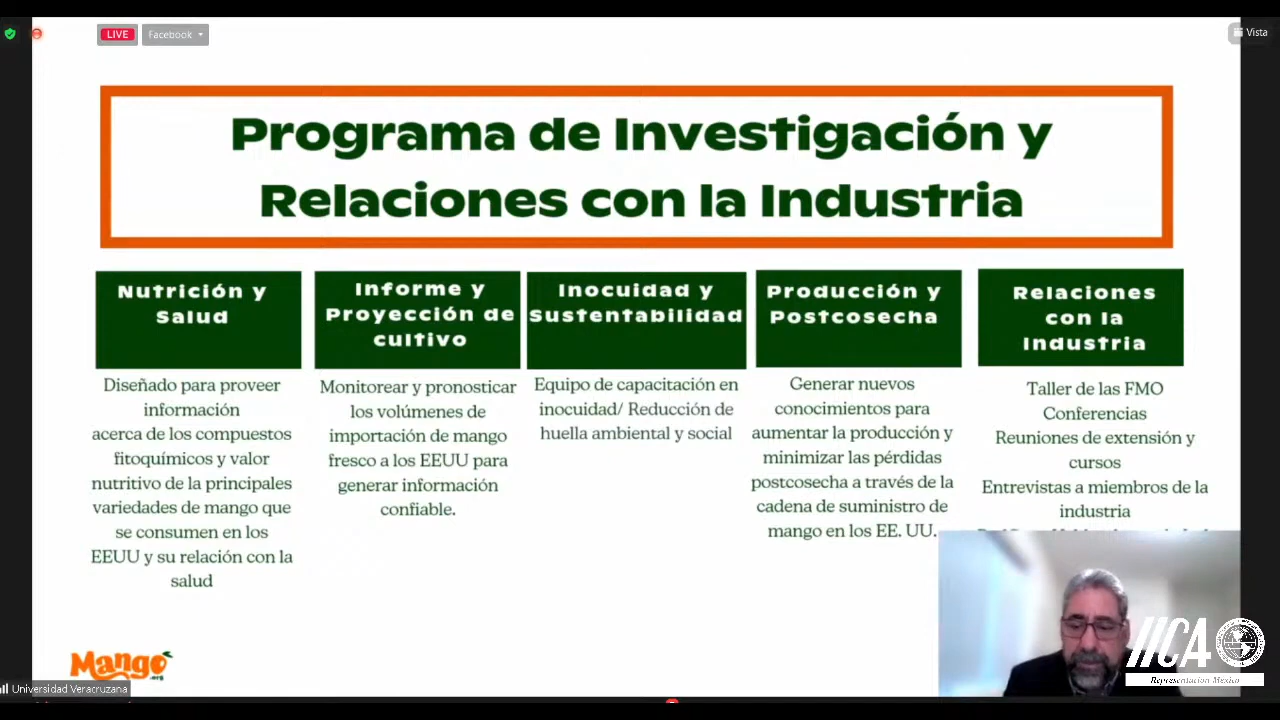 LIVE
Facebook
Vista
Programa de Investigación y
Relaciones con la Industria
Nutrición y
Salud
Diseñado para proveer
información
acerca de los compuestos
fitoquímicos y valor
nutritivo de la principales
variedades de mango que
se consumen en los
EEUU y su relación con la
salud
Informe y
Proyección de
cultivo
Monitorear y pronosticar
los volúmenes de
importación de mango
fresco a los EEUU para
generar información
confiable.
Inocuidad y
Sustentabilidad
Equipo de capacitación en
inocuidad/ Reducción de
huella ambiental y social
Producción y
Postcosecha
Generar nuevos
conocimientos para
aumentar la producción y
minimizar las pérdidas
postcosecha a través de la
cadena de suministro de
mango en los EE. UU.
Relaciones
con la
Industria
Taller de las FMO
Conferencias
Reuniones de extensión y
cursos
Entrevistas a miembros de la
industria
Mango.org
Universidad Veracruzana
IICA
Representación México